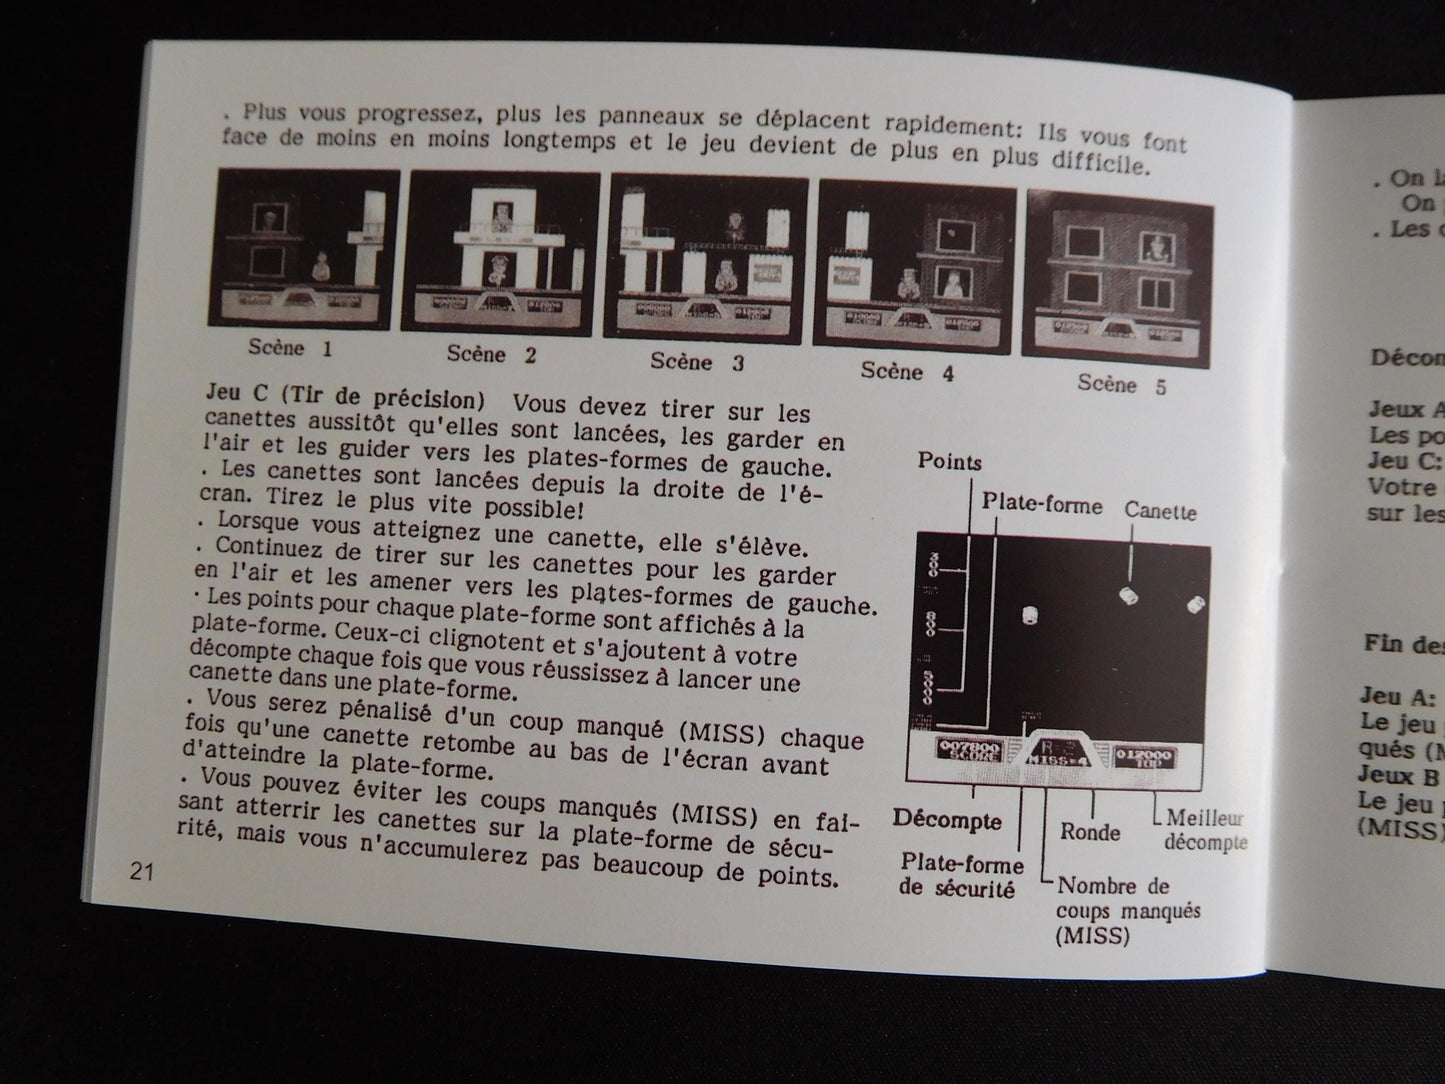 . Plus vous progressez, plus les panneaux se déplacent rapidement: Ils vous font
face de moins en moins longtemps et le jeu devient de plus en plus difficile.
Scène 1
Scène 2
Scène 3
Scène 4
Scène 5
Jeu C (Tir de précision) Vous devez tirer sur les
canettes aussitôt qu'elles sont lancées, les garder en
l'air et les guider vers les plates-formes de gauche.
. Les canettes sont lancées depuis la droite de l'é-
cran. Tirez le plus vite possible!
. Lorsque vous atteignez une canette, elle s'élève.
. Continuez de tirer sur les canettes pour les garder
en l'air et les amener vers les plates-formes de gauche.
· Les points pour chaque plate-forme sont affichés à la
plate-forme. Ceux-ci clignotent et s'ajoutent à votre
décompte chaque fois que vous réussissez à lancer une
canette dans une plate-forme.
. Vous serez pénalisé d'un coup manqué (MISS) chaque
fois qu'une canette retombe au bas de l'écran avant
d'atteindre la plate-forme.
. Vous pouvez éviter les coups manqués (MISS) en fai-
sant atterrir les canettes sur la plate-forme de sécu-
rité, mais vous n'accumulerez pas beaucoup de points.
21
Points
Plate-forme
Canette
007800
SCORE
R=2
MISS=4
012000
TOP
Décompte
Plate-forme
de sécurité
Ronde
Meilleur
décompte
Nombre de
coups manqués
(MISS)
. On
On
. Les
Jeux A
Les
Jeu C:
Votre
sur les
Fin des
Jeu A:
Le jeu
Jeux B
Le jeu
(MISS)